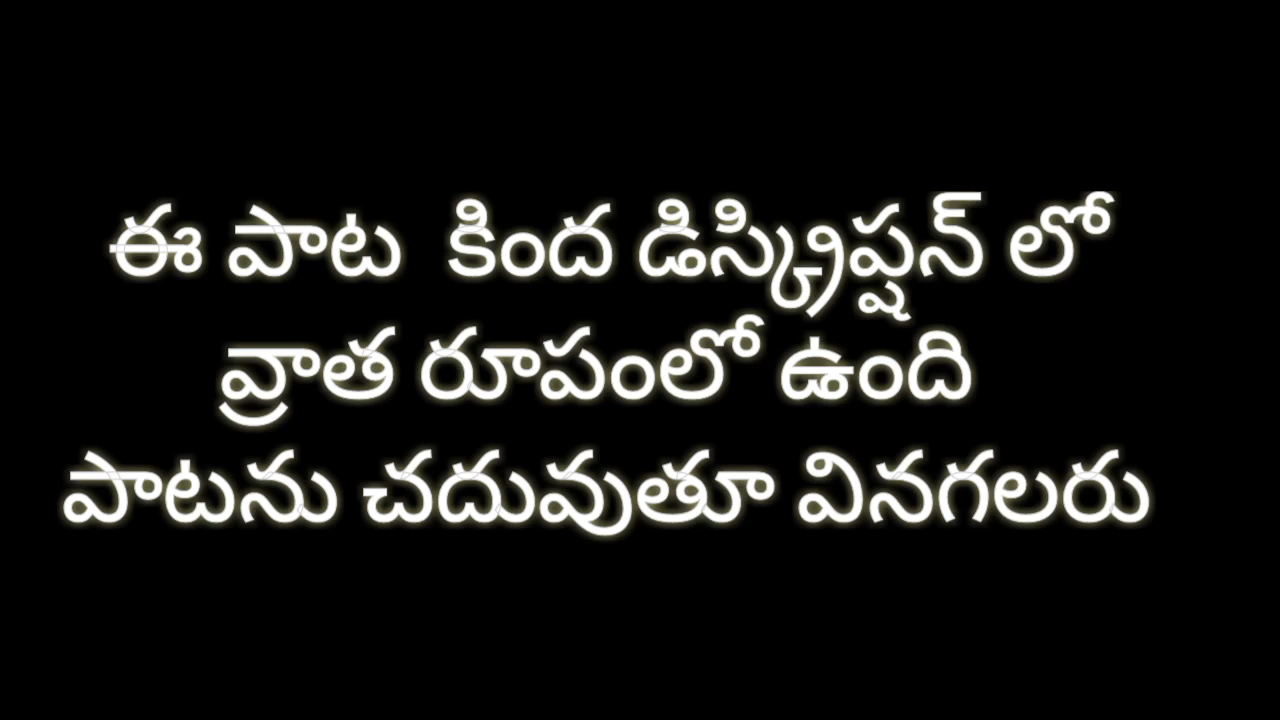 ఈ పాట కింద డిస్క్రిప్షన్ లో
వ్రాత రూపంలో ఉంది
పాటను చదువుతూ వినగలరు